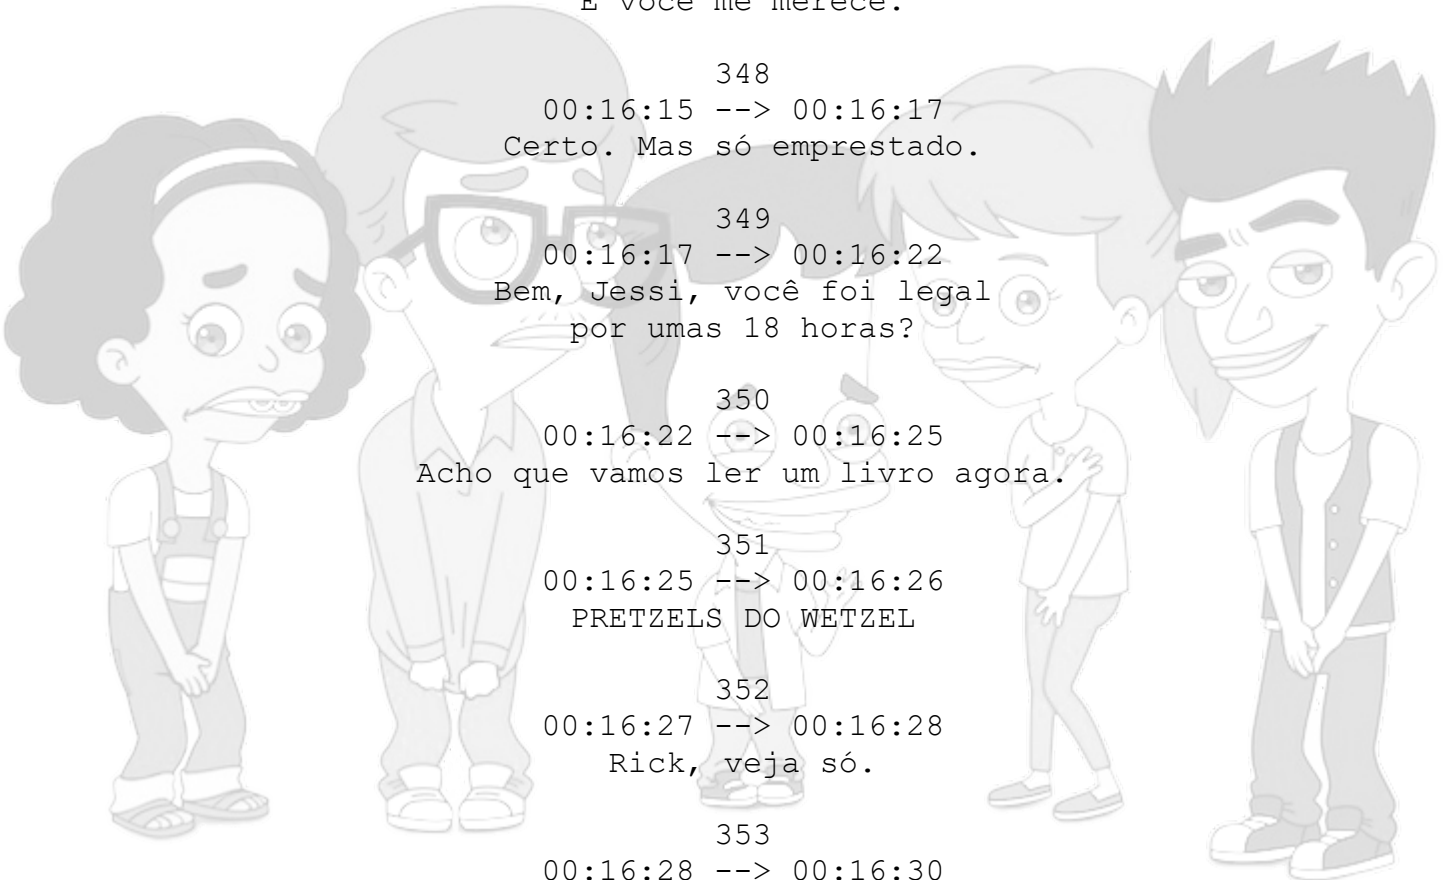 E você me merece.
348
00:16:15 --> 00:16:17
Certo. Mas só emprestado.
349
00:16:17 --> 00:16:22
Bem, Jessi, você foi legal
por umas 18 horas?
350
00:16:22 --> 00:16:25
Acho que vamos ler um livro agora.
351
00:16:25 --> 00:16:26
PRETZELS DO WETZEL
352
00:16:27 --> 00:16:28
Rick, veja só.
353
00:16:28 --> 00:16:30